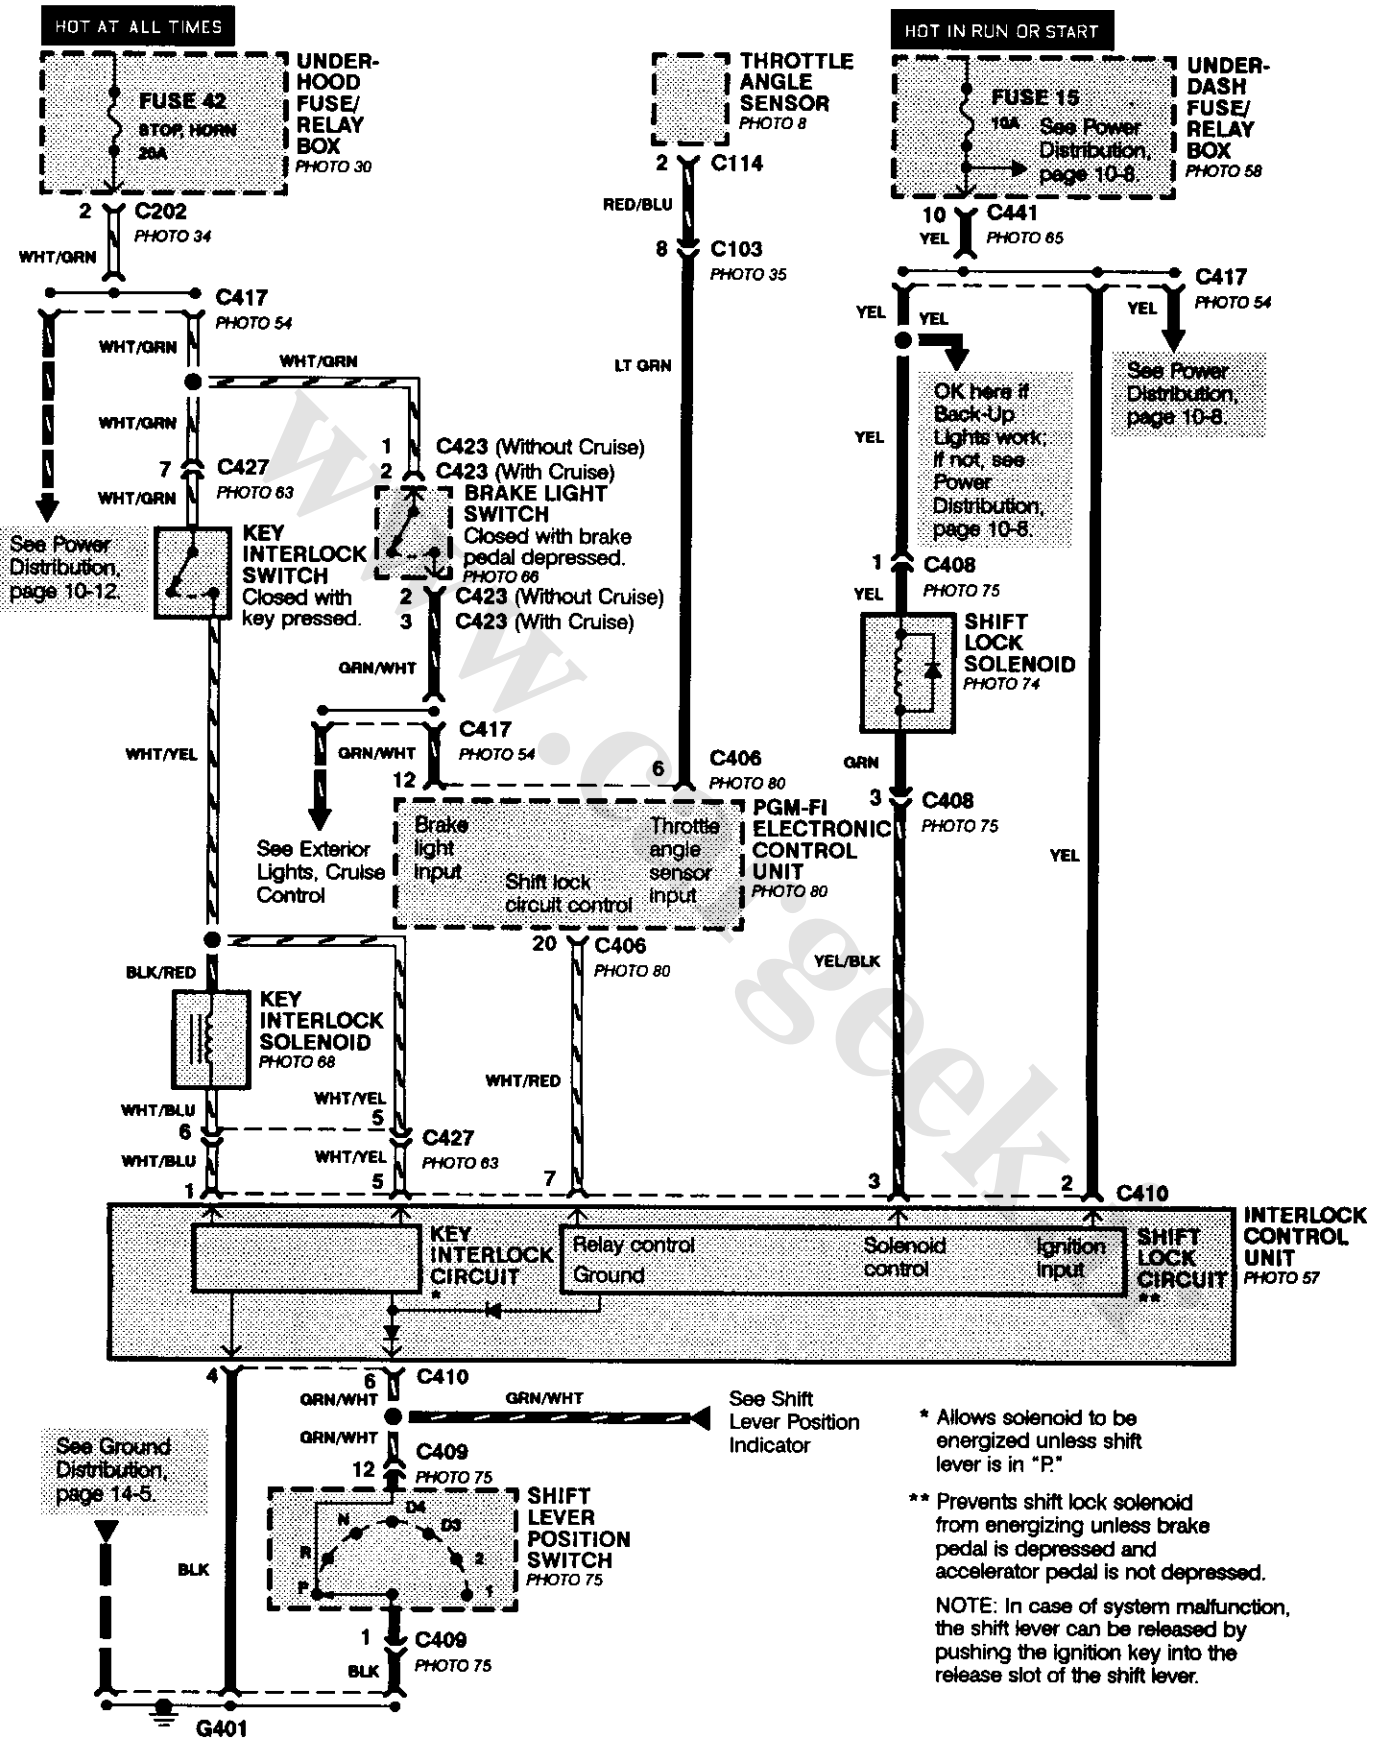 HOT AT ALL TIMES
UNDER-
HOOD
FUSE/
RELAY
BOX
PHOTO 30
FUSE 42
STOP, HORN
20A
2
C202
PHOTO 34
WHT/GRN
C417
PHOTO 54
WHT/GRN
WHT/GRN
WHT/GRN
7
C427
PHOTO 63
WHT/GRN
See Power
Distribution,
page 10-12.
KEY
INTERLOCK
SWITCH
Closed with
key pressed.
1
C423 (Without Cruise)
2
C423 (With Cruise)
BRAKE LIGHT
SWITCH
Closed with brake
pedal depressed.
PHOTO 66
2
C423 (Without Cruise)
3
C423 (With Cruise)
GRN/WHT
C417
PHOTO 54
GRN/WHT
12
See Exterior
Lights, Cruise
Control
WHT/YEL
THROTTLE
ANGLE
SENSOR
PHOTO 8
2
C114
RED/BLU
8
C103
PHOTO 35
LT GRN
6
C406
PHOTO 80
PGM-FI
ELECTRONIC
CONTROL
UNIT
PHOTO 80
Brake
light
input
Shift lock
circuit control
Throttle
angle
sensor
input
20
C406
PHOTO 80
WHT/RED
HOT IN RUN OR START
UNDER-
DASH
FUSE/
RELAY
BOX
PHOTO 58
FUSE 15
10A
See Power
Distribution,
page 10-8.
10
C441
PHOTO 65
YEL
C417
PHOTO 54
YEL
YEL
YEL
See Power
Distribution,
page 10-8.
OK here if
Back-Up
Lights work;
if not, see
Power
Distribution,
page 10-8.
YEL
1
C408
PHOTO 75
YEL
SHIFT
LOCK
SOLENOID
PHOTO 74
GRN
3
C408
PHOTO 75
YEL
YEL/BLK
BLK/RED
KEY
INTERLOCK
SOLENOID
PHOTO 68
WHT/BLU
6
WHT/YEL
5
C427
PHOTO 63
WHT/BLU
WHT/YEL
1
5
7
3
2
C410
INTERLOCK
CONTROL
UNIT
PHOTO 57
KEY
INTERLOCK
CIRCUIT
*
Relay control
Ground
Solenoid
control
Ignition
input
SHIFT
LOCK
CIRCUIT
**
4
6
C410
GRN/WHT
GRN/WHT
See Shift
Lever Position
Indicator
GRN/WHT
12
C409
PHOTO 75
SHIFT
LEVER
POSITION
SWITCH
PHOTO 75
P
R
N
D4
D3
2
1
1
C409
PHOTO 75
BLK
See Ground
Distribution,
page 14-5.
BLK
G401
* Allows solenoid to be
energized unless shift
lever is in "P."
** Prevents shift lock solenoid
from energizing unless brake
pedal is depressed and
accelerator pedal is not depressed.
NOTE: In case of system malfunction,
the shift lever can be released by
pushing the ignition key into the
release slot of the shift lever.